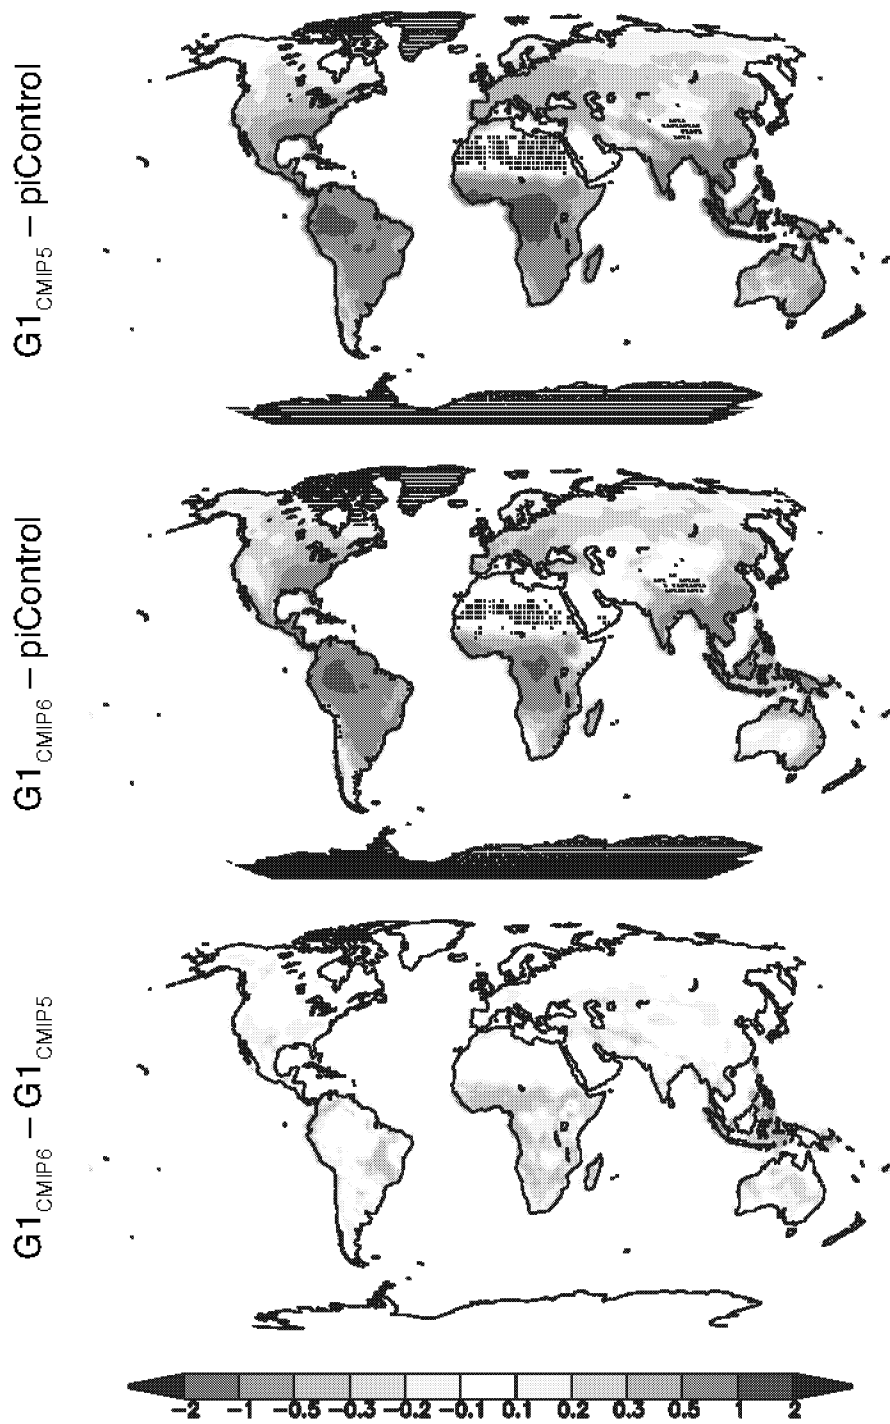 G1CMIP5 – piControl
G1CMIP6 – piControl
G1CMIP6 – G1CMIP5
-2 -1 -0.5 -0.3 -0.2 -0.1 0.1 0.2 0.3 0.5 1 2